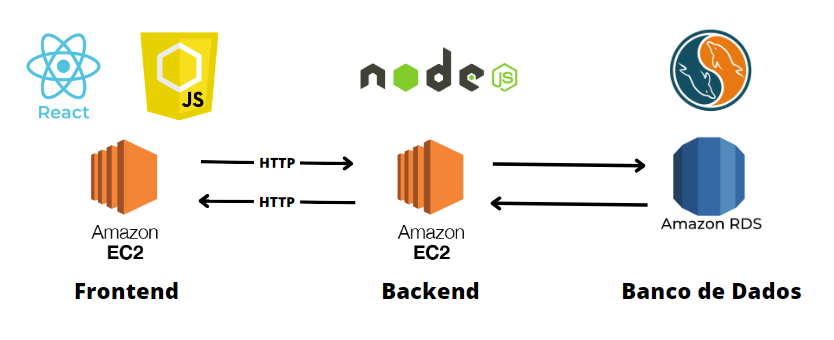 React
JS
node
JS
HTTP
HTTP
Amazon
EC2
Amazon
EC2
Amazon RDS
Frontend
Backend
Banco de Dados